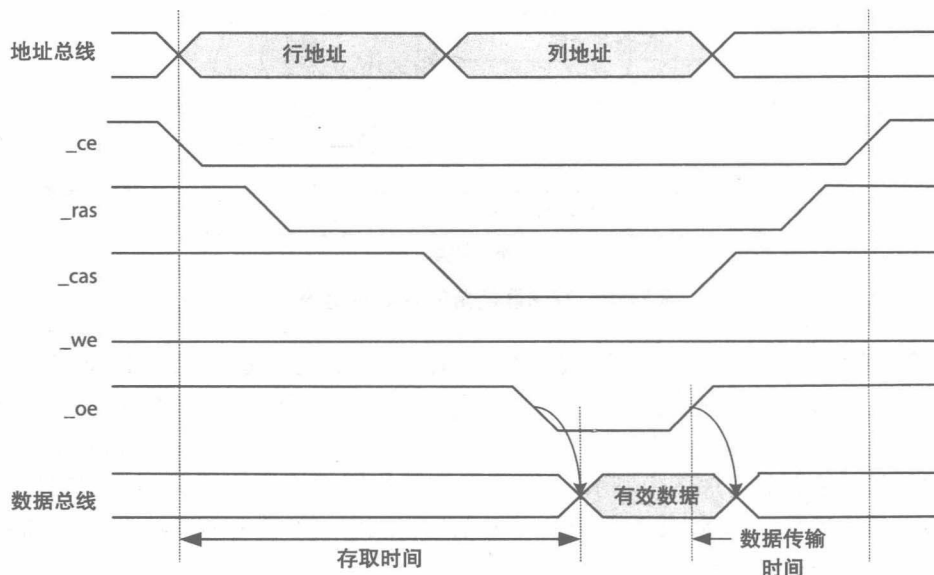 地址总线
行地址
列地址
_ce
_ras
_cas
_we
_oe
数据总线
有效数据
存取时间
数据传输
时间